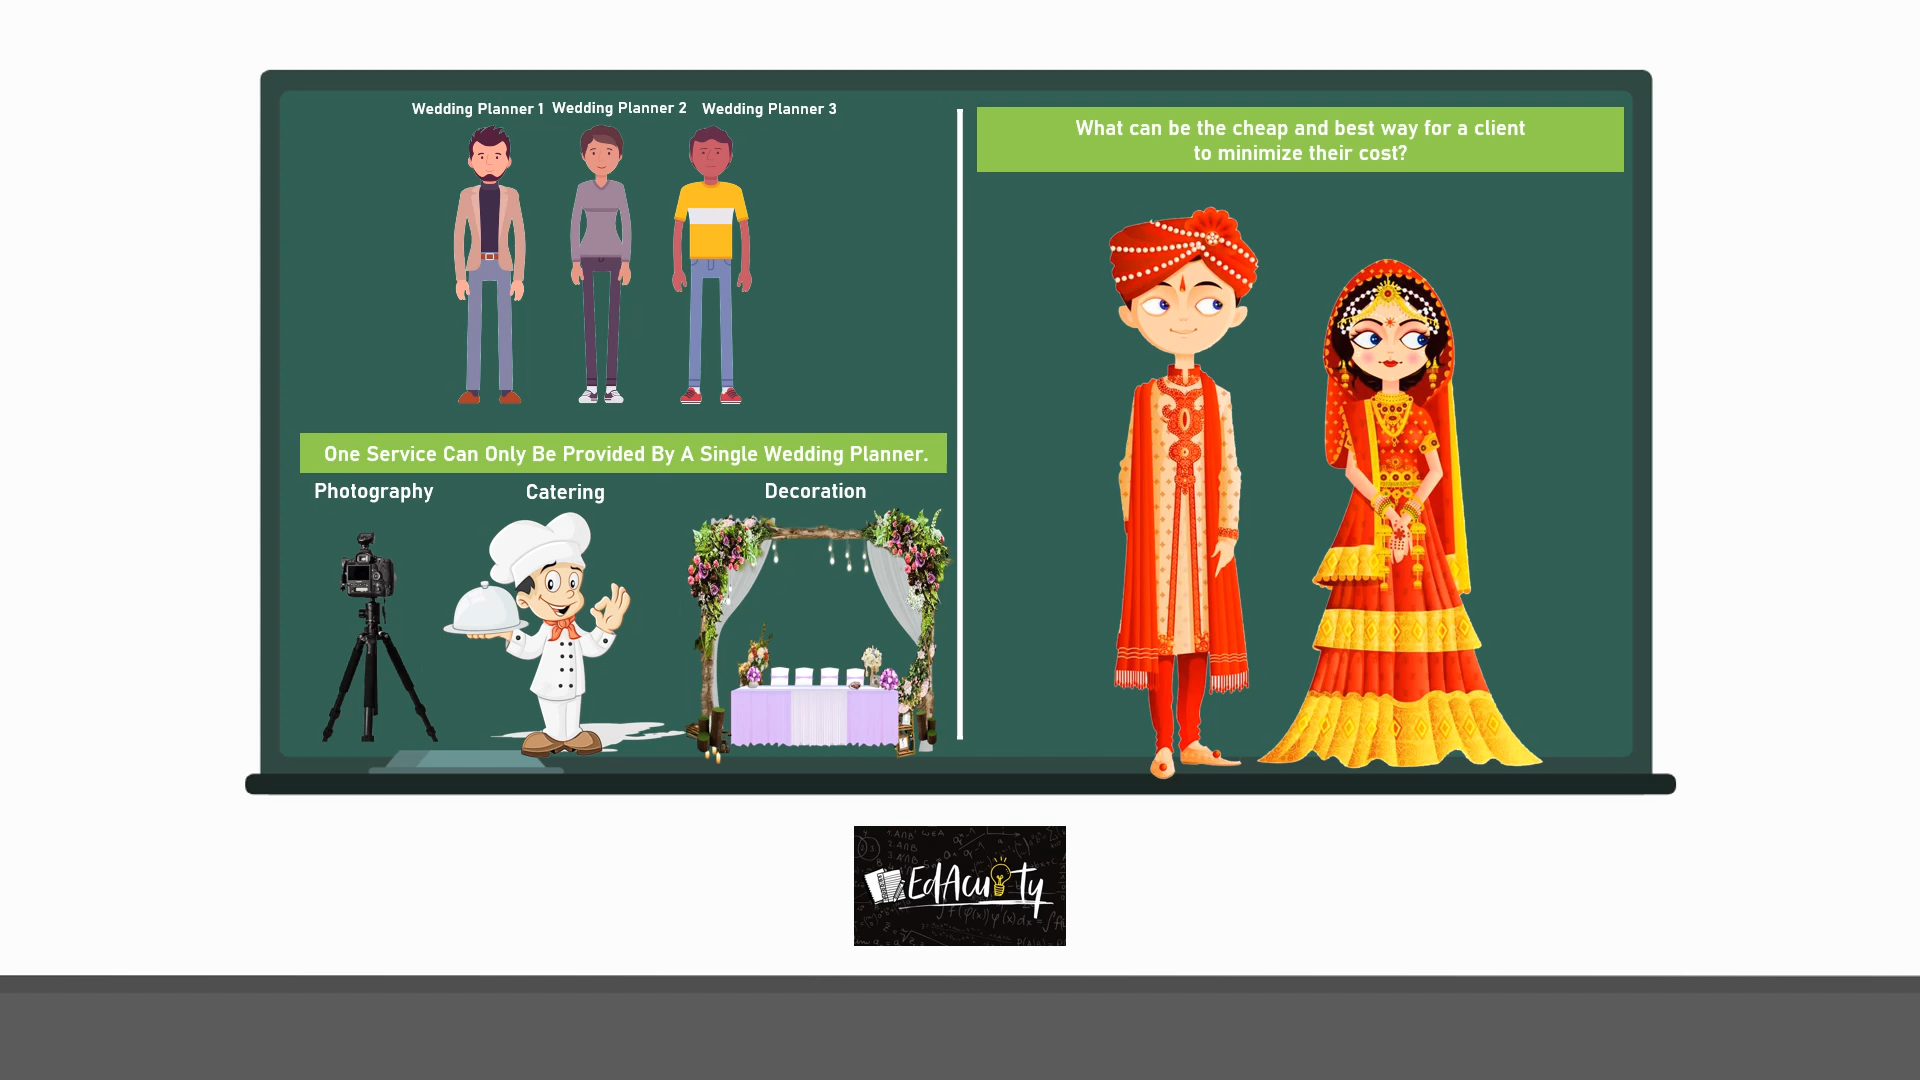 Wedding Planner 1 Wedding Planner 2 Wedding Planner 3
One Service Can Only Be Provided By A Single Wedding Planner.
Photography Catering Decoration
What can be the cheap and best way for a client
to minimize their cost?
EdAcuity